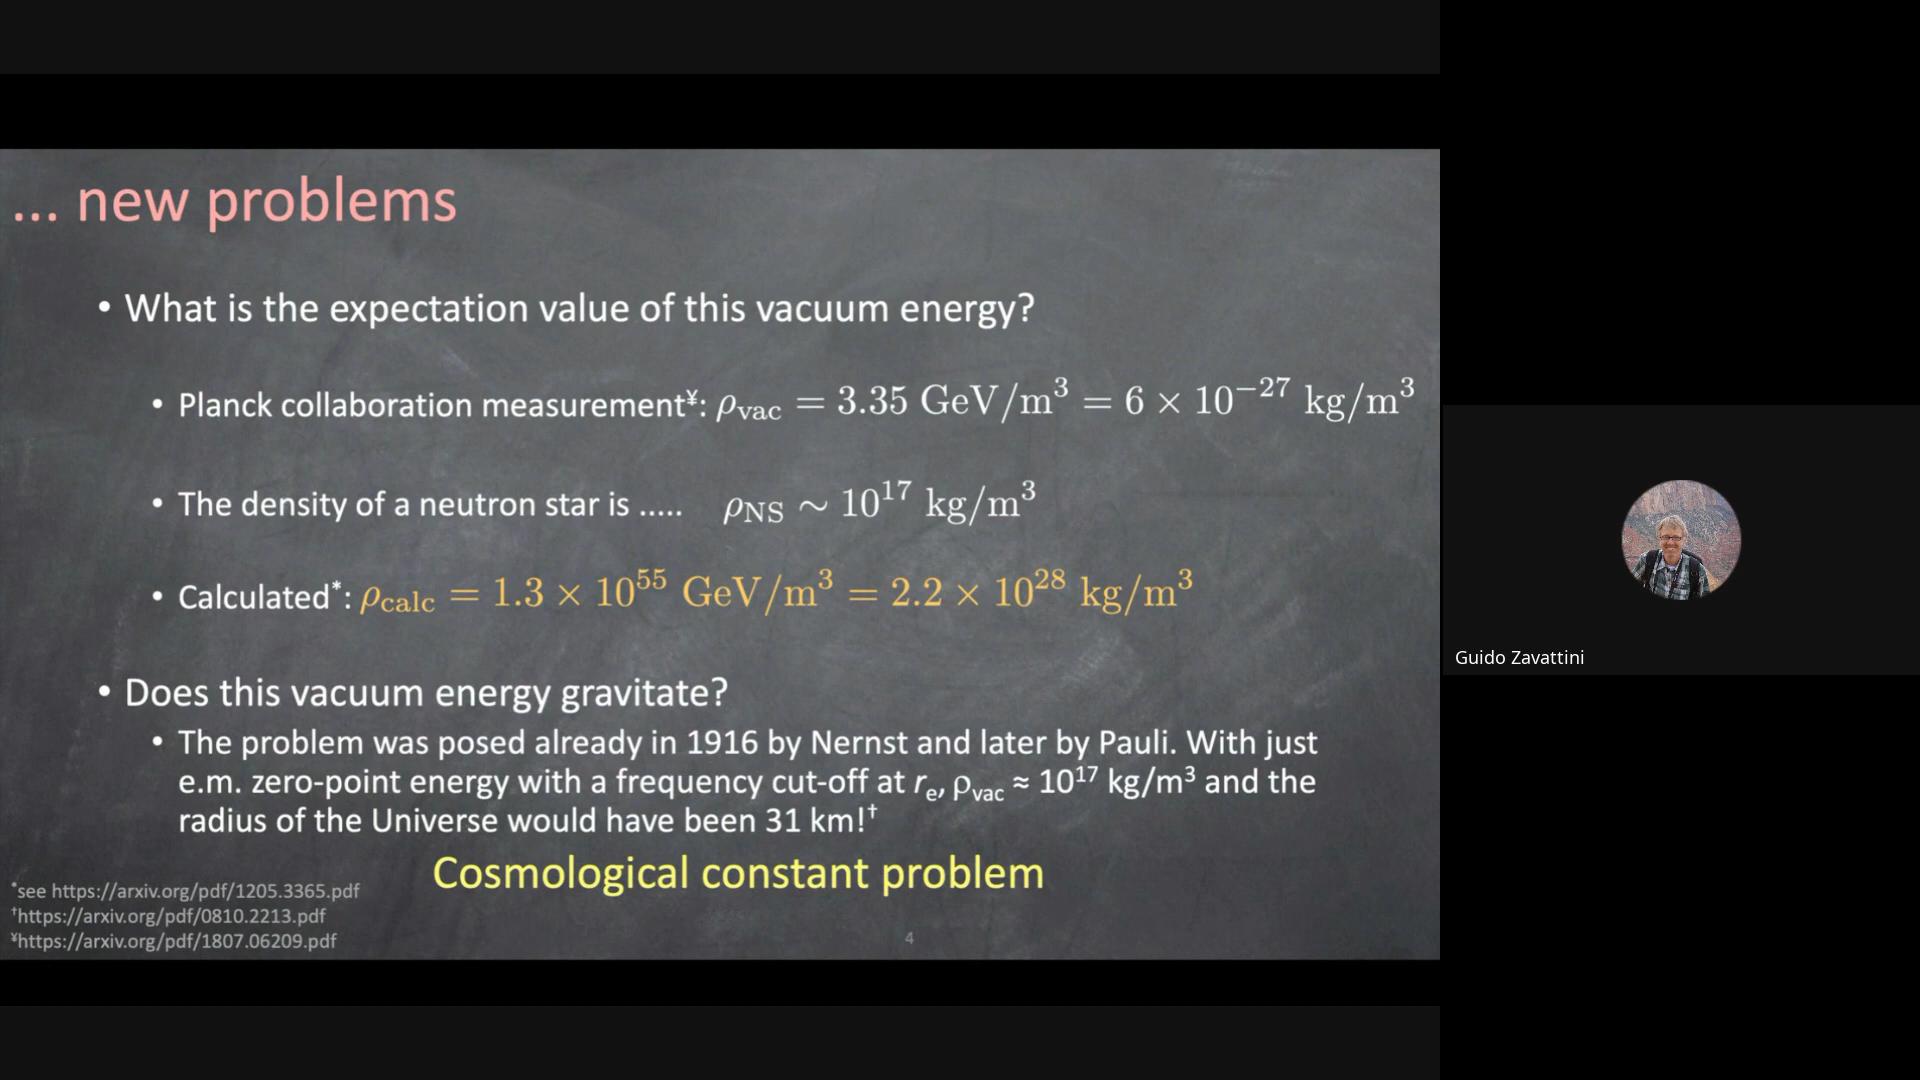 ... new problems
• What is the expectation value of this vacuum energy?
• Planck collaboration measurement¥: ρvac = 3.35 GeV/m³ = 6 × 10⁻²⁷ kg/m³
• The density of a neutron star is ..... ρNS ∼ 10¹⁷ kg/m³
• Calculated*: ρcalc = 1.3 × 10⁵⁵ GeV/m³ = 2.2 × 10²⁸ kg/m³
• Does this vacuum energy gravitate?
• The problem was posed already in 1916 by Nernst and later by Pauli. With just
e.m. zero-point energy with a frequency cut-off at re, ρvac ≈ 10¹⁷ kg/m³ and the
radius of the Universe would have been 31 km!†
Cosmological constant problem
*see https://arxiv.org/pdf/1205.3365.pdf
†https://arxiv.org/pdf/0810.2213.pdf
¥https://arxiv.org/pdf/1807.06209.pdf
4
Guido Zavattini